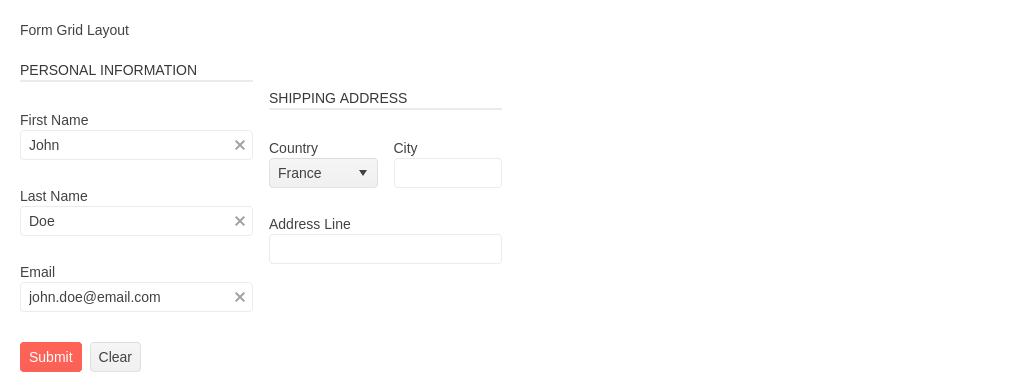 Form Grid Layout
PERSONAL INFORMATION
First Name
John
Last Name
Doe
Email
john.doe@email.com
SHIPPING ADDRESS
Country City
France
Address Line
Submit Clear